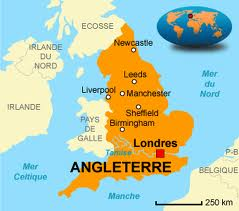 ECOSSE
IRLANDE
DU NORD
Newcastle
Mer
du
Nord
Leeds
Liverpool
Manchester
IRLANDE
Sheffield
PAYS
DE
GALLE
Birmingham
Tamise
Londres
ANGLETERRE
Mer
Celtique
Manche
P-B
BELGIQUE
250 km